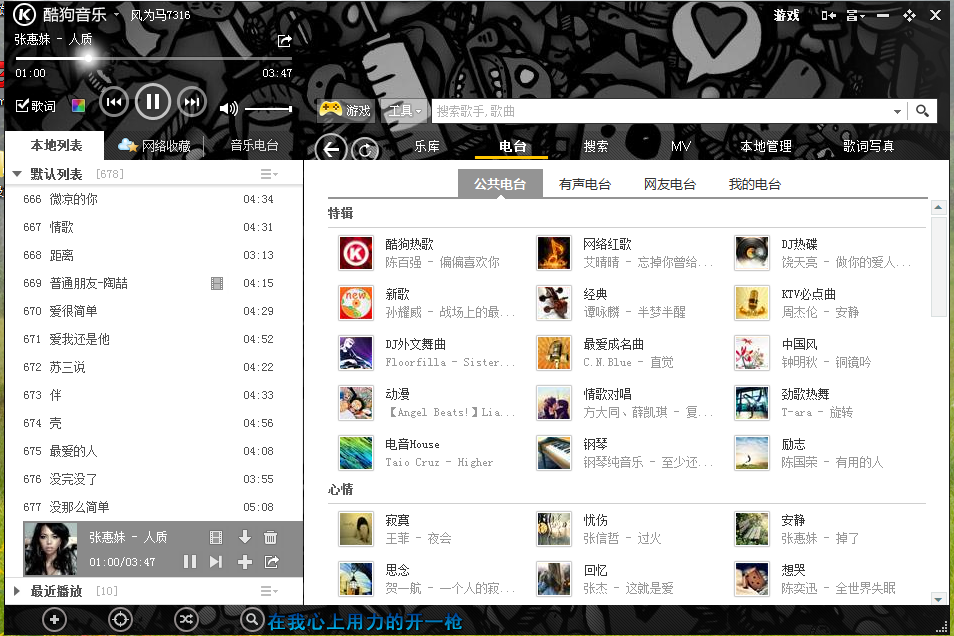 酷狗音乐 风为马7316 游戏
张惠妹 - 人质
01:00 03:47
歌词
游戏 工具 搜索歌手,歌曲
本地列表 网络收藏 音乐电台
乐库 电台 搜索 MV 本地管理 歌词写真
默认列表 [678]
666 微凉的你 04:34
667 情歌 04:31
668 距离 03:13
669 普通朋友-陶喆 04:15
670 爱很简单 04:29
671 爱我还是他 04:52
672 苏三说 04:22
673 伴 04:33
674 壳 04:56
675 最爱的人 04:08
676 没完没了 03:55
677 没那么简单 05:08
张惠妹 - 人质
01:00/03:47
最近播放 [10]
公共电台 有声电台 网友电台 我的电台
特辑
酷狗热歌 网络红歌 DJ热碟
陈百强 - 偏偏喜欢你 艾晴晴 - 忘掉你曾给... 饶天亮 - 做你的爱人...
新歌 经典 KTV必点曲
孙耀威 - 战场上的最... 谭咏麟 - 半梦半醒 周杰伦 - 安静
DJ外文舞曲 最爱成名曲 中国风
Floorfilla - Sister... C.N.Blue - 直觉 钟明秋 - 铜镜吟
动漫 情歌对唱 劲歌热舞
【Angel Beats!】Lia... 方大同、薛凯琪 - 复... T-ara - 旋转
电音House 钢琴 励志
Taio Cruz - Higher 钢琴纯音乐 - 至少还... 陈国荣 - 有用的人
心情
寂寞 忧伤 安静
王菲 - 夜会 张信哲 - 过火 张惠妹 - 掉了
思念 回忆 想哭
贺一航 - 一个人的寂... 张杰 - 这就是爱 陈奕迅 - 全世界失眠
在我心上用力的开一枪